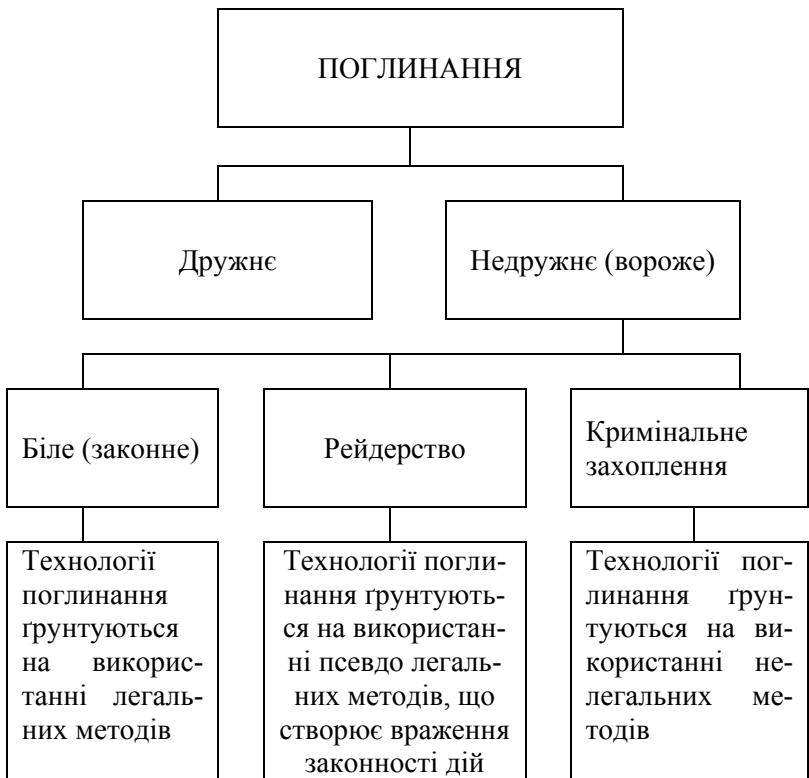 ПОГЛИНАННЯ
Дружнє
Недружнє (вороже)
Біле (законне)
Рейдерство
Кримінальне
захоплення
Технології
поглинання
ґрунтуються
на викорис-
танні легаль-
них методів
Технології погли-
нання ґрунтують-
ся на використан-
ні псевдо легаль-
них методів, що
створює враження
законності дій
Технології пог-
линання ґрун-
туються на ви-
користанні не-
легальних ме-
тодів